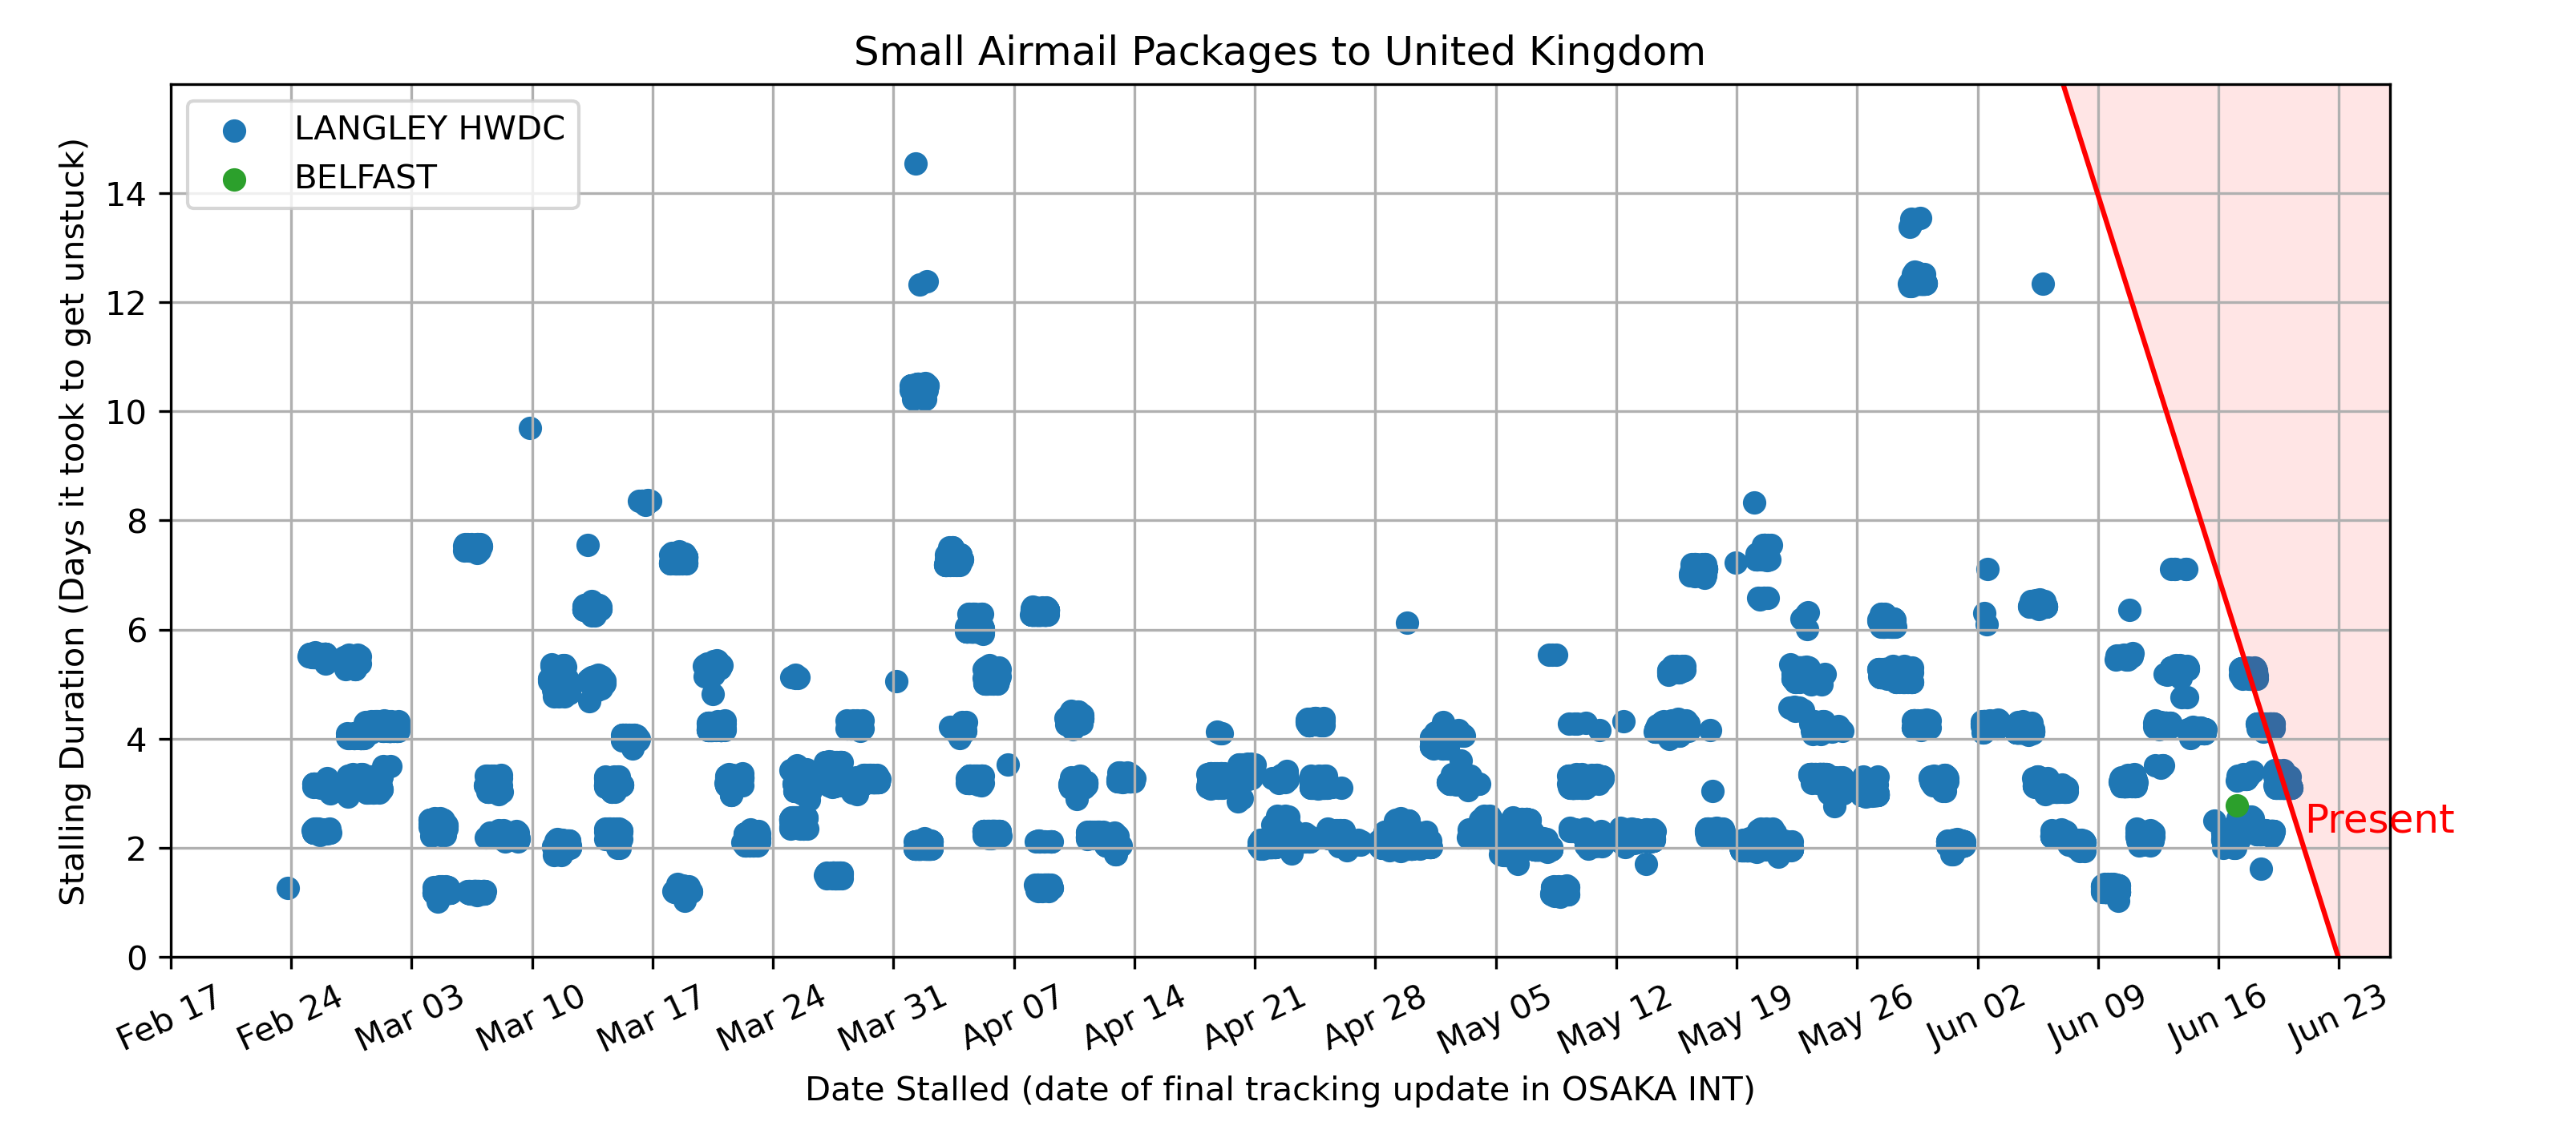 Small Airmail Packages to United Kingdom
LANGLEY HWDC
BELFAST
Stalling Duration (Days it took to get unstuck)
14
12
10
8
6
4
2
0
Present
Feb 17
Feb 24
Mar 03
Mar 10
Mar 17
Mar 24
Mar 31
Apr 07
Apr 14
Apr 21
Apr 28
May 05
May 12
May 19
May 26
Jun 02
Jun 09
Jun 16
Jun 23
Date Stalled (date of final tracking update in OSAKA INT)